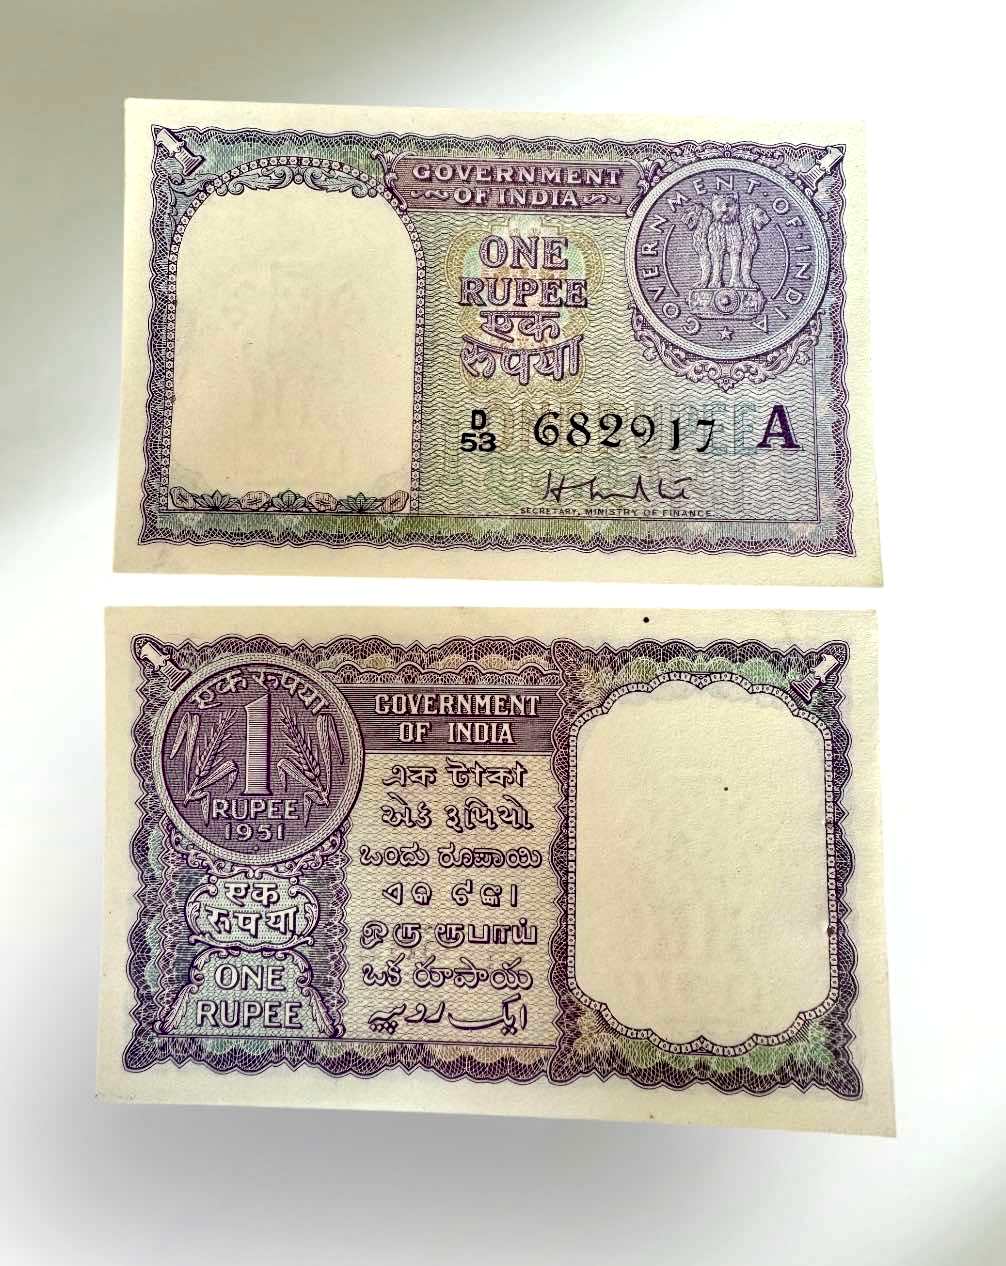 GOVERNMENT
OF INDIA
GOVERNMENT OF INDIA
ONE
RUPEE
एक
रूपया
D
53 682917 A
SECRETARY, MINISTRY OF FINANCE.
एक रूपया
1
RUPEE
1951
एक
रूपया
ONE
RUPEE
GOVERNMENT
OF INDIA
এক টাকা
એક રૂપિયો
ಒಂದು ರೂಪಾಯಿ
ଏକ ଟଙ୍କା
ஒரு ரூபாய்
ఒక రూపాయ
ایک روپیہ